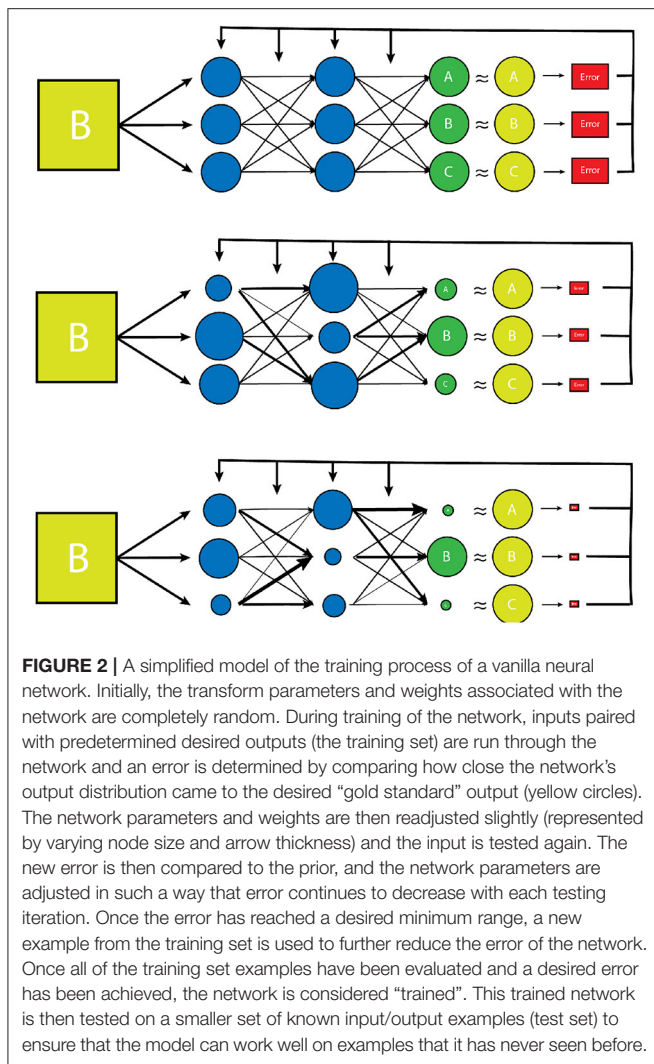 B
A ≈ A Error
B ≈ B Error
C ≈ C Error
B
A ≈ A Error
B ≈ B Error
C ≈ C Error
B
≈ A
B ≈ B
≈ C
FIGURE 2 | A simplified model of the training process of a vanilla neural
network. Initially, the transform parameters and weights associated with the
network are completely random. During training of the network, inputs paired
with predetermined desired outputs (the training set) are run through the
network and an error is determined by comparing how close the network's
output distribution came to the desired “gold standard” output (yellow circles).
The network parameters and weights are then readjusted slightly (represented
by varying node size and arrow thickness) and the input is tested again. The
new error is then compared to the prior, and the network parameters are
adjusted in such a way that error continues to decrease with each testing
iteration. Once the error has reached a desired minimum range, a new
example from the training set is used to further reduce the error of the network.
Once all of the training set examples have been evaluated and a desired error
has been achieved, the network is considered “trained”. This trained network
is then tested on a smaller set of known input/output examples (test set) to
ensure that the model can work well on examples that it has never seen before.